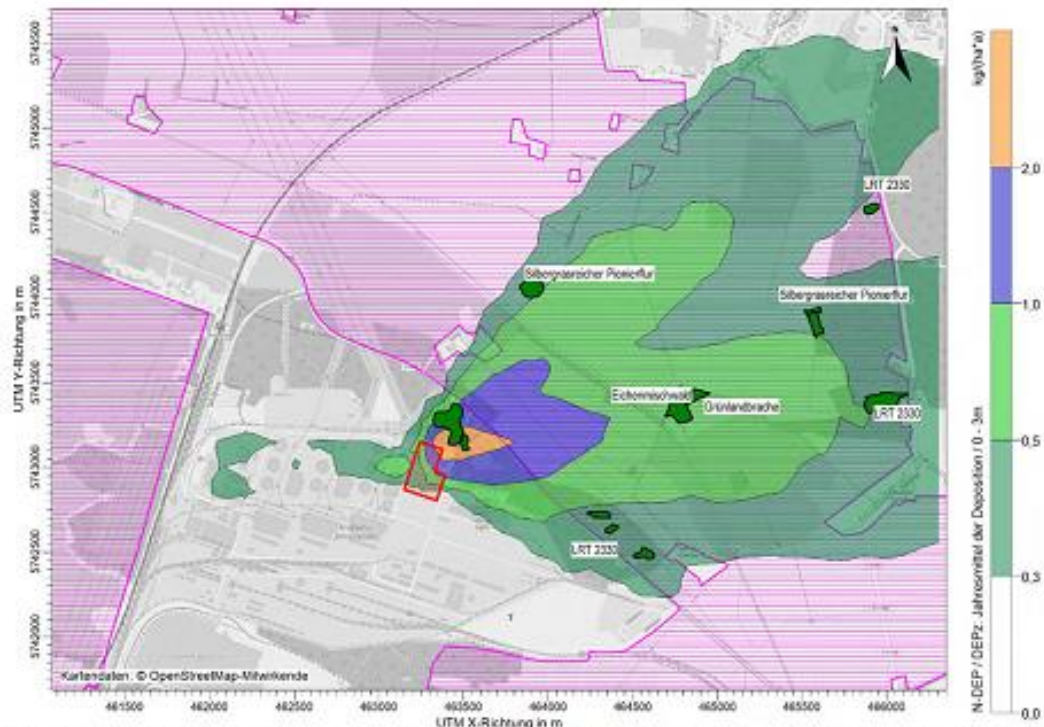 kg/(ha*a)
2.0
1.0
0.5
0.3
0.0
N-DEP / DEPz: Jahresmittel der Deposition / 0 - 3m
UTM Y-Richtung in m
5745500
5745000
5744500
5744000
5743500
5743000
5742500
5742000
LRT 2330
Silbergrasreicher Pionierflur
Silbergrasreicher Pionierflur
Eichenmischwald
Grünlandbrache
LRT 2330
LRT 2330
Kartendaten: © OpenStreetMap-Mitwirkende
461500
462000
462500
463000
463500
464000
464500
465000
465500
466000
UTM X-Richtung in m